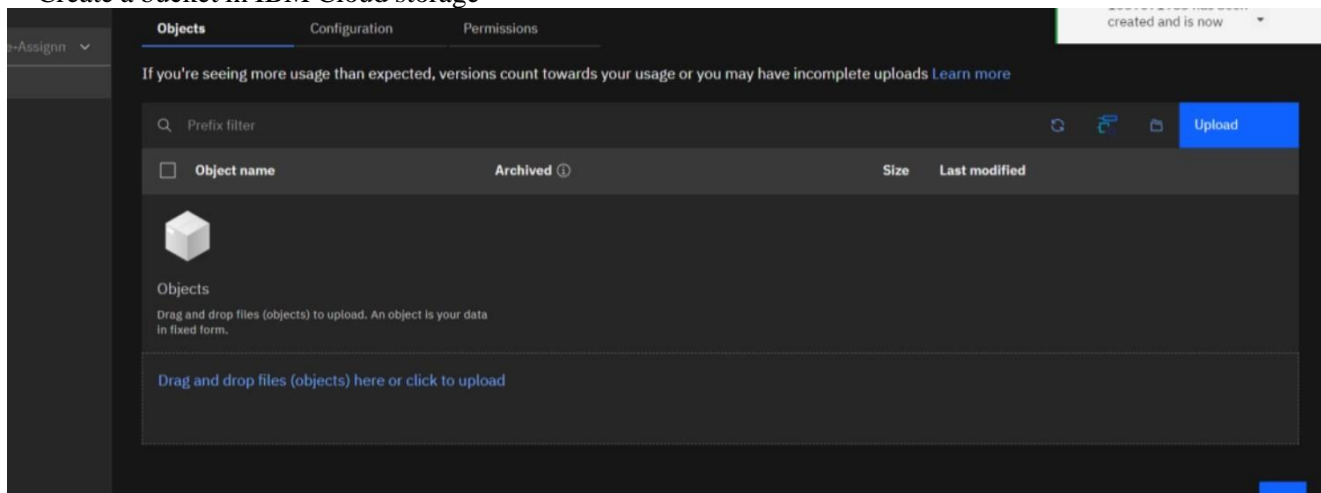 Create a bucket in IBM Cloud storage
Objects Configuration Permissions
created and is now
If you're seeing more usage than expected, versions count towards your usage or you may have incomplete uploads Learn more
Prefix filter
Upload
Object name Archived Size Last modified
Objects
Drag and drop files (objects) to upload. An object is your data
in fixed form.
Drag and drop files (objects) here or click to upload